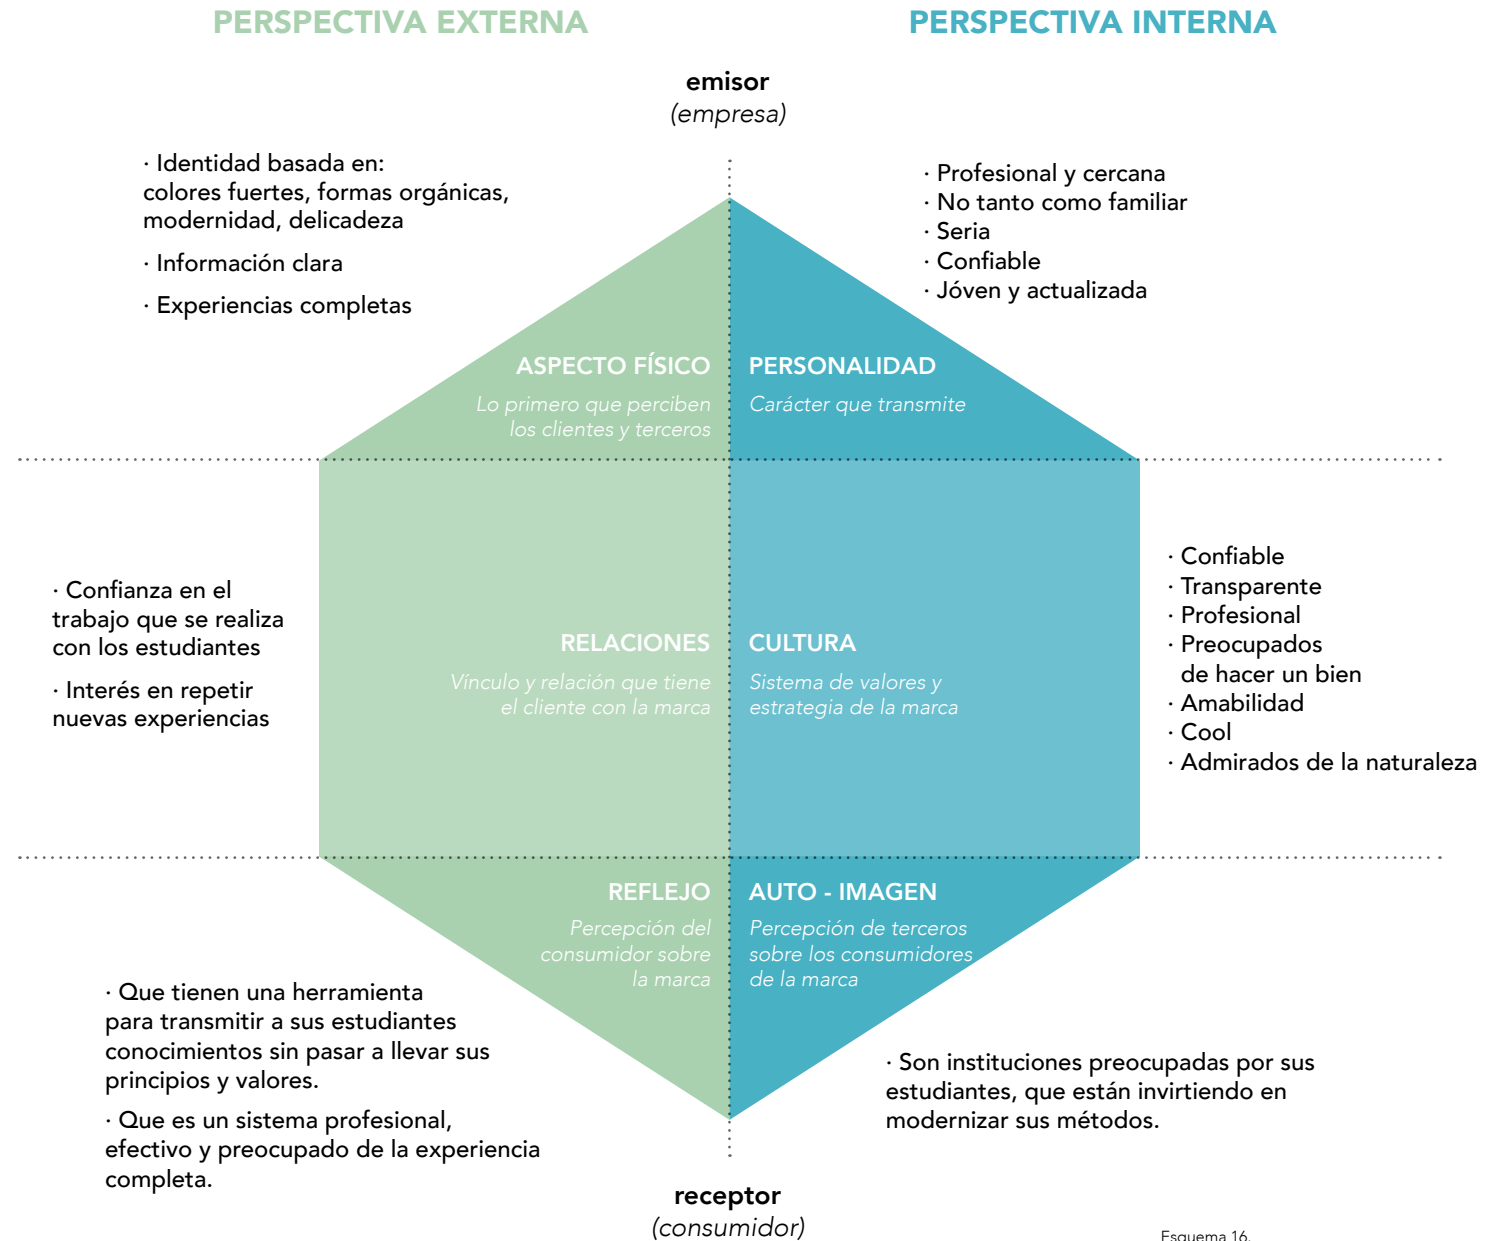 PERSPECTIVA EXTERNA
PERSPECTIVA INTERNA
emisor
(empresa)
· Identidad basada en:
colores fuertes, formas orgánicas,
modernidad, delicadeza
· Información clara
· Experiencias completas
· Profesional y cercana
· No tanto como familiar
· Seria
· Confiable
· Jóven y actualizada
ASPECTO FÍSICO
Lo primero que perciben
los clientes y terceros
PERSONALIDAD
Carácter que transmite
· Confianza en el
trabajo que se realiza
con los estudiantes
· Interés en repetir
nuevas experiencias
RELACIONES
Vínculo y relación que tiene
el cliente con la marca
CULTURA
Sistema de valores y
estrategia de la marca
· Confiable
· Transparente
· Profesional
· Preocupados
de hacer un bien
· Amabilidad
· Cool
· Admirados de la naturaleza
REFLEJO
Percepción del
consumidor sobre
la marca
AUTO - IMAGEN
Percepción de terceros
sobre los consumidores
de la marca
· Que tienen una herramienta
para transmitir a sus estudiantes
conocimientos sin pasar a llevar sus
principios y valores.
· Que es un sistema profesional,
efectivo y preocupado de la experiencia
completa.
· Son instituciones preocupadas por sus
estudiantes, que están invirtiendo en
modernizar sus métodos.
receptor
(consumidor)
Esquema 16.